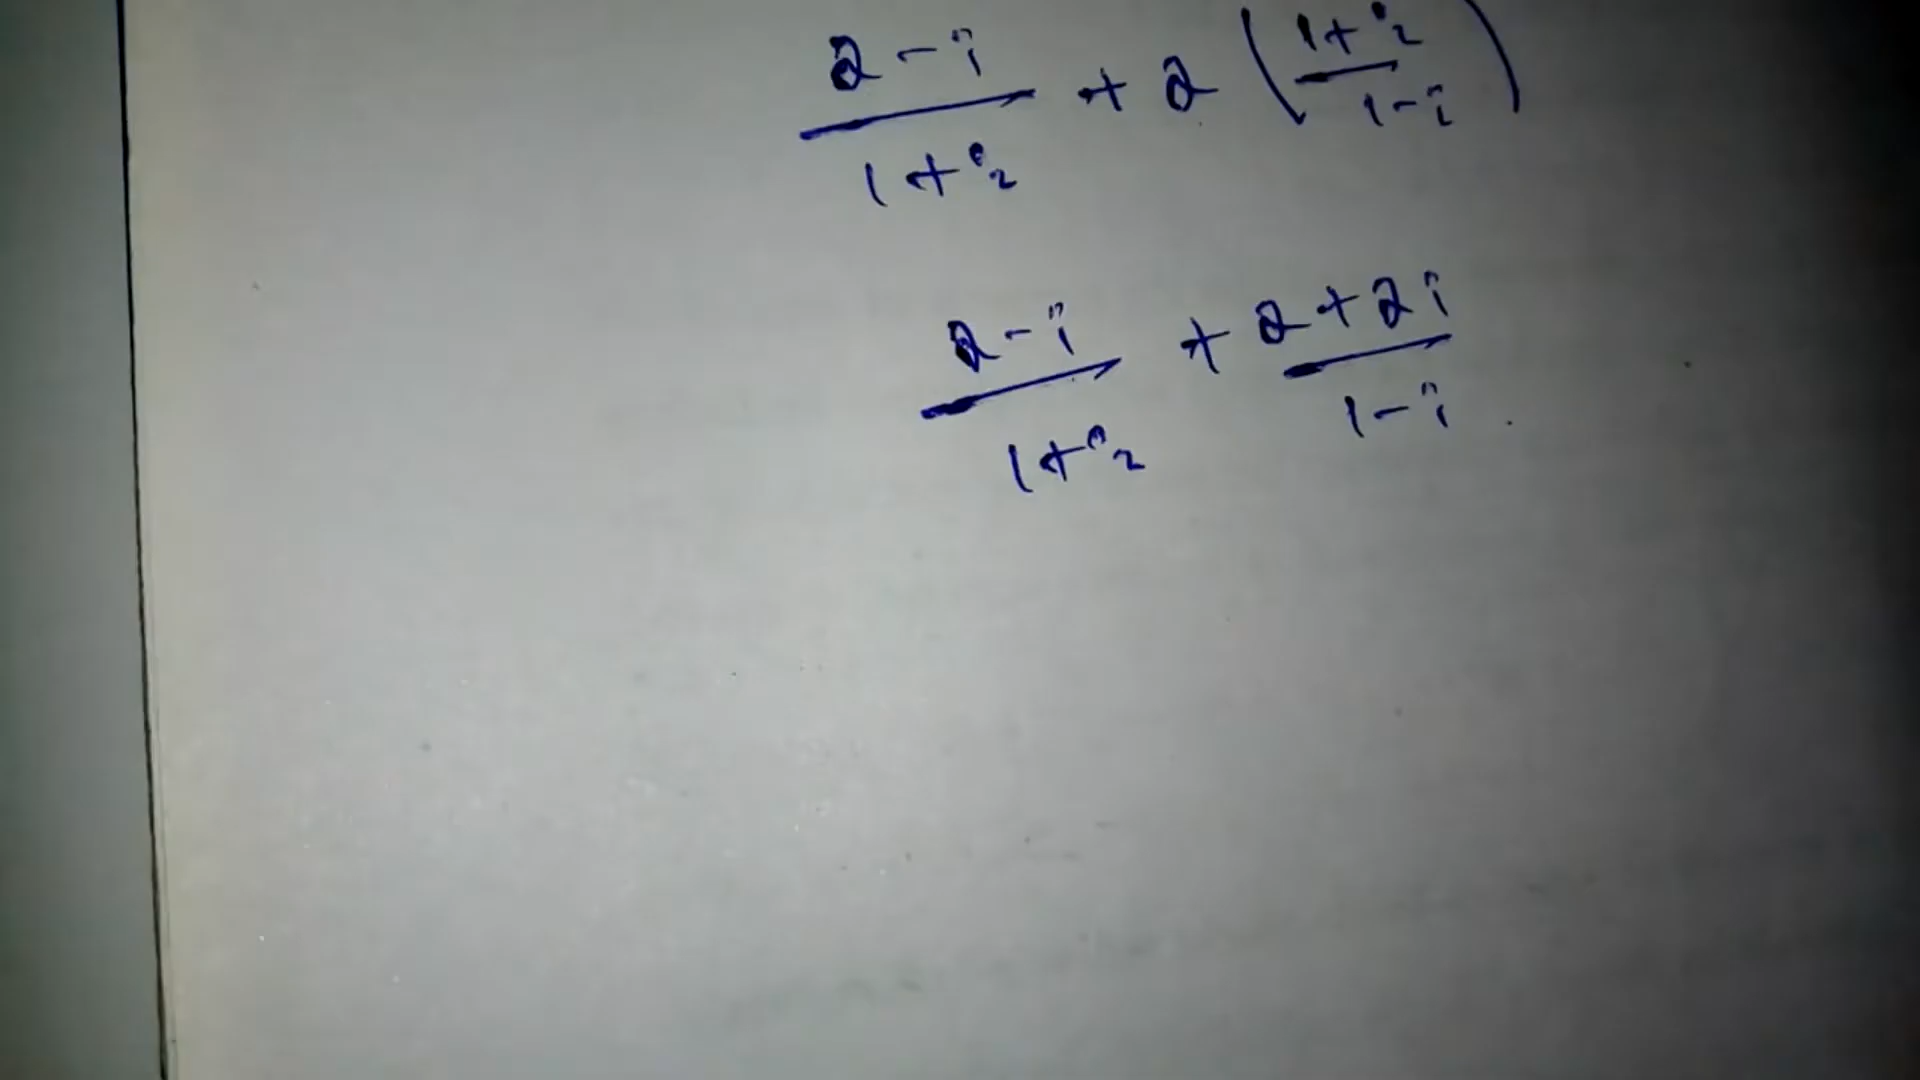 (2 - i)/(1 + i) + 2 ((1 + i)/(1 - i))
(2 - i)/(1 + i) + (2 + 2i)/(1 - i)